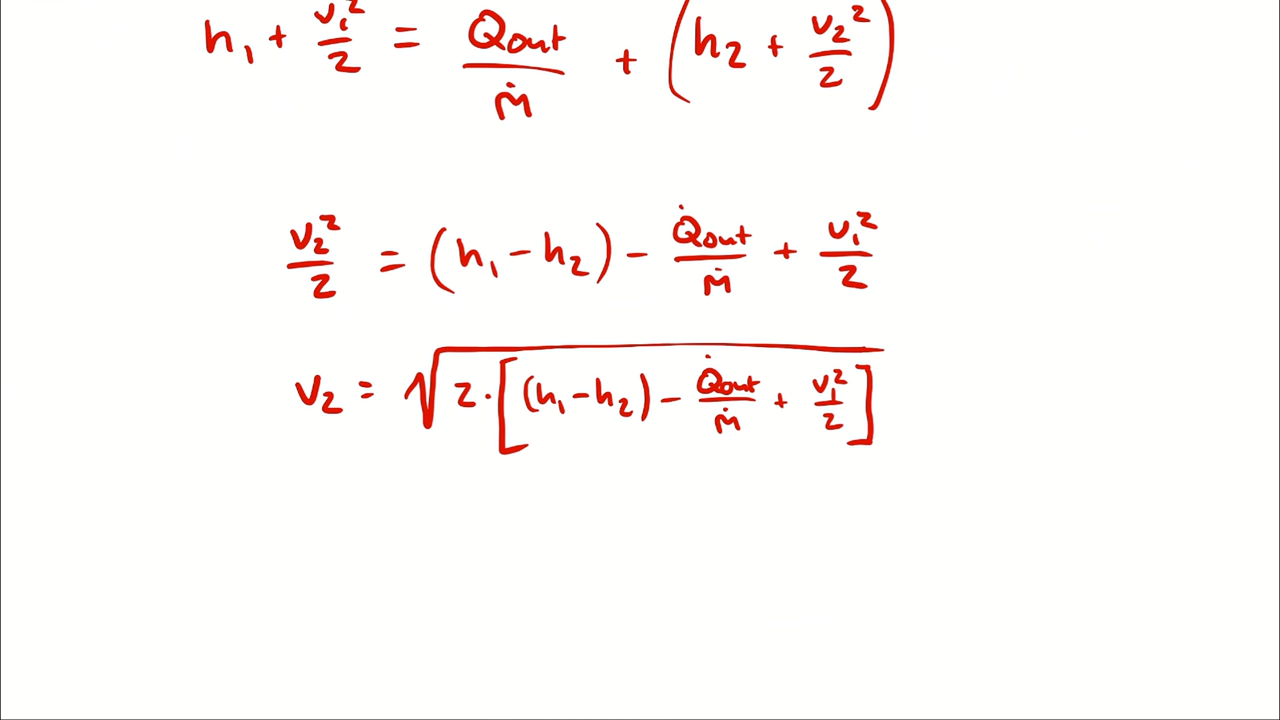 h₁ + v₁²/2 = Qout/ṁ + (h₂ + v₂²/2)
v₂²/2 = (h₁ - h₂) - Q̇out/ṁ + v₁²/2
v₂ = √(2·[(h₁ - h₂) - Q̇out/ṁ + v₁²/2])